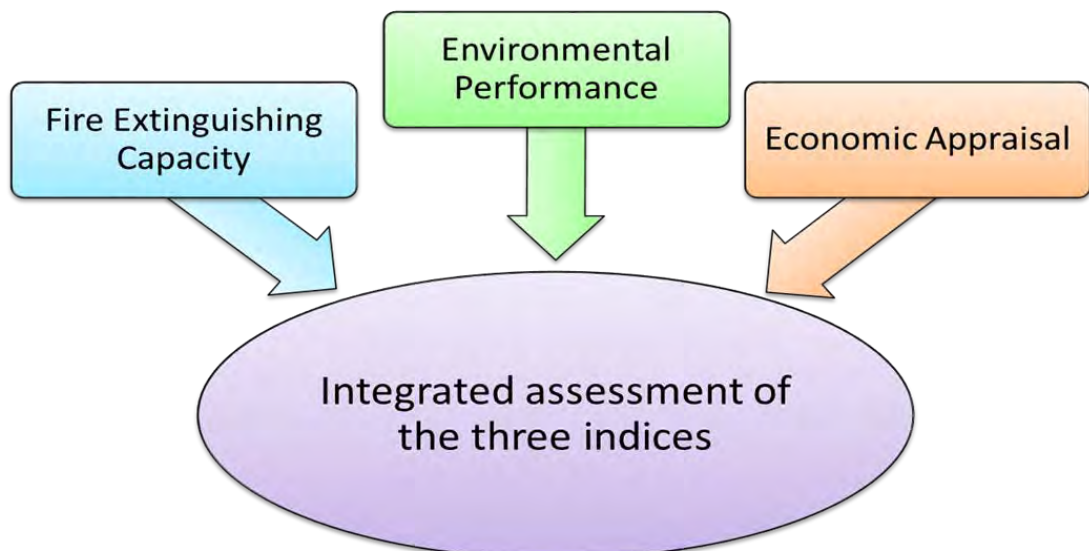 Fire Extinguishing
Capacity
Environmental
Performance
Economic Appraisal
Integrated assessment of
the three indices